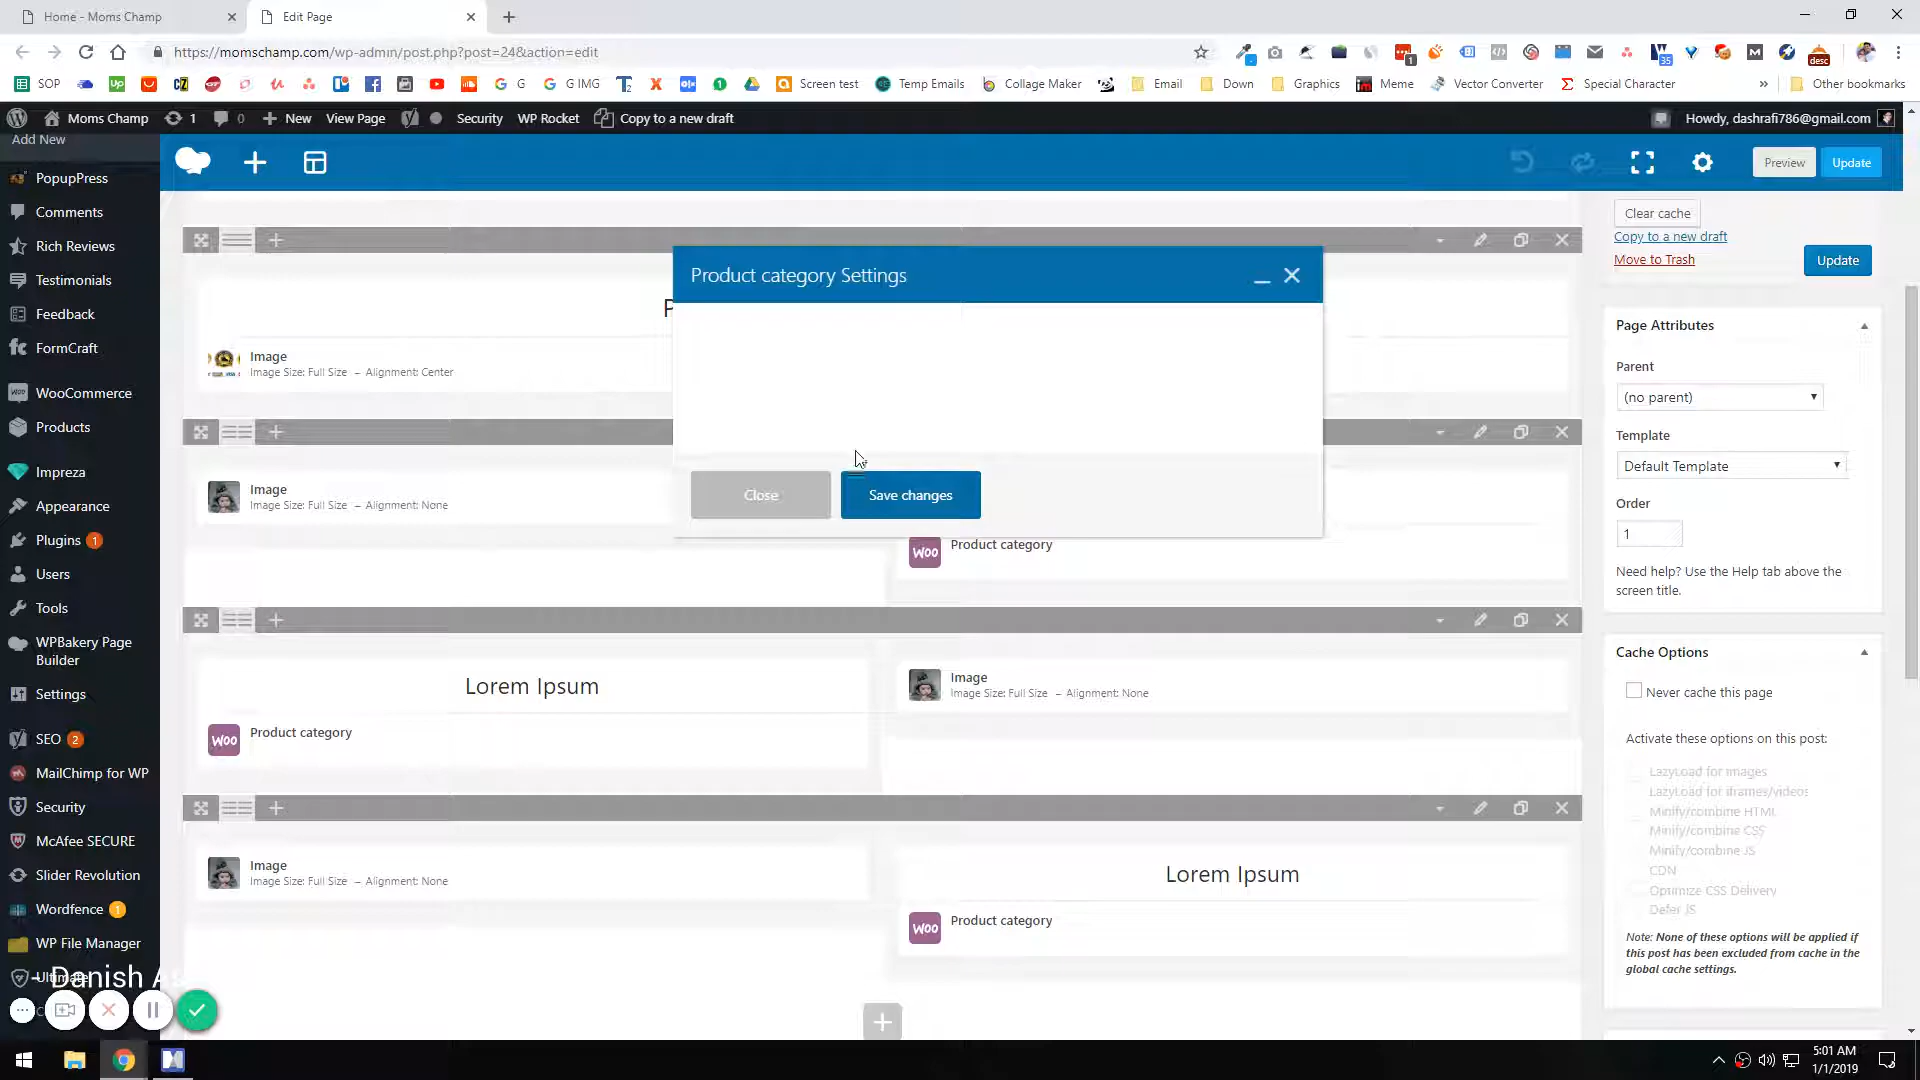 Home - Moms Champ
Edit Page
https://momschamp.com/wp-admin/post.php?post=24&action=edit
1
35
desc
SOP
G
G IMG
Screen test
Temp Emails
Collage Maker
Email
Down
Graphics
Meme
Vector Converter
Special Character
Other bookmarks
Moms Champ
1
0
New
View Page
Security
WP Rocket
Copy to a new draft
Howdy, dashrafi786@gmail.com
Add New
PopupPress
Comments
Rich Reviews
Testimonials
Feedback
FormCraft
WooCommerce
Products
Impreza
Appearance
Plugins 1
Users
Tools
WPBakery Page
Builder
Settings
SEO 2
MailChimp for WP
Security
McAfee SECURE
Slider Revolution
Wordfence 1
WP File Manager
Ultimate
- Danish As
Preview
Update
Clear cache
Copy to a new draft
Move to Trash
Update
Product category Settings
Close
Save changes
Image
Image Size: Full Size – Alignment: Center
Image
Image Size: Full Size – Alignment: None
Woo
Product category
Lorem Ipsum
Woo
Product category
Image
Image Size: Full Size – Alignment: None
Image
Image Size: Full Size – Alignment: None
Lorem Ipsum
Woo
Product category
Page Attributes
Parent
(no parent)
Template
Default Template
Order
1
Need help? Use the Help tab above the
screen title.
Cache Options
Never cache this page
Activate these options on this post:
LazyLoad for images
LazyLoad for iframes/videos
Minify/combine HTML
Minify/combine CSS
Minify/combine JS
CDN
Optimize CSS Delivery
Defer JS
Note: None of these options will be applied if
this post has been excluded from cache in the
global cache settings.
5:01 AM
1/1/2019